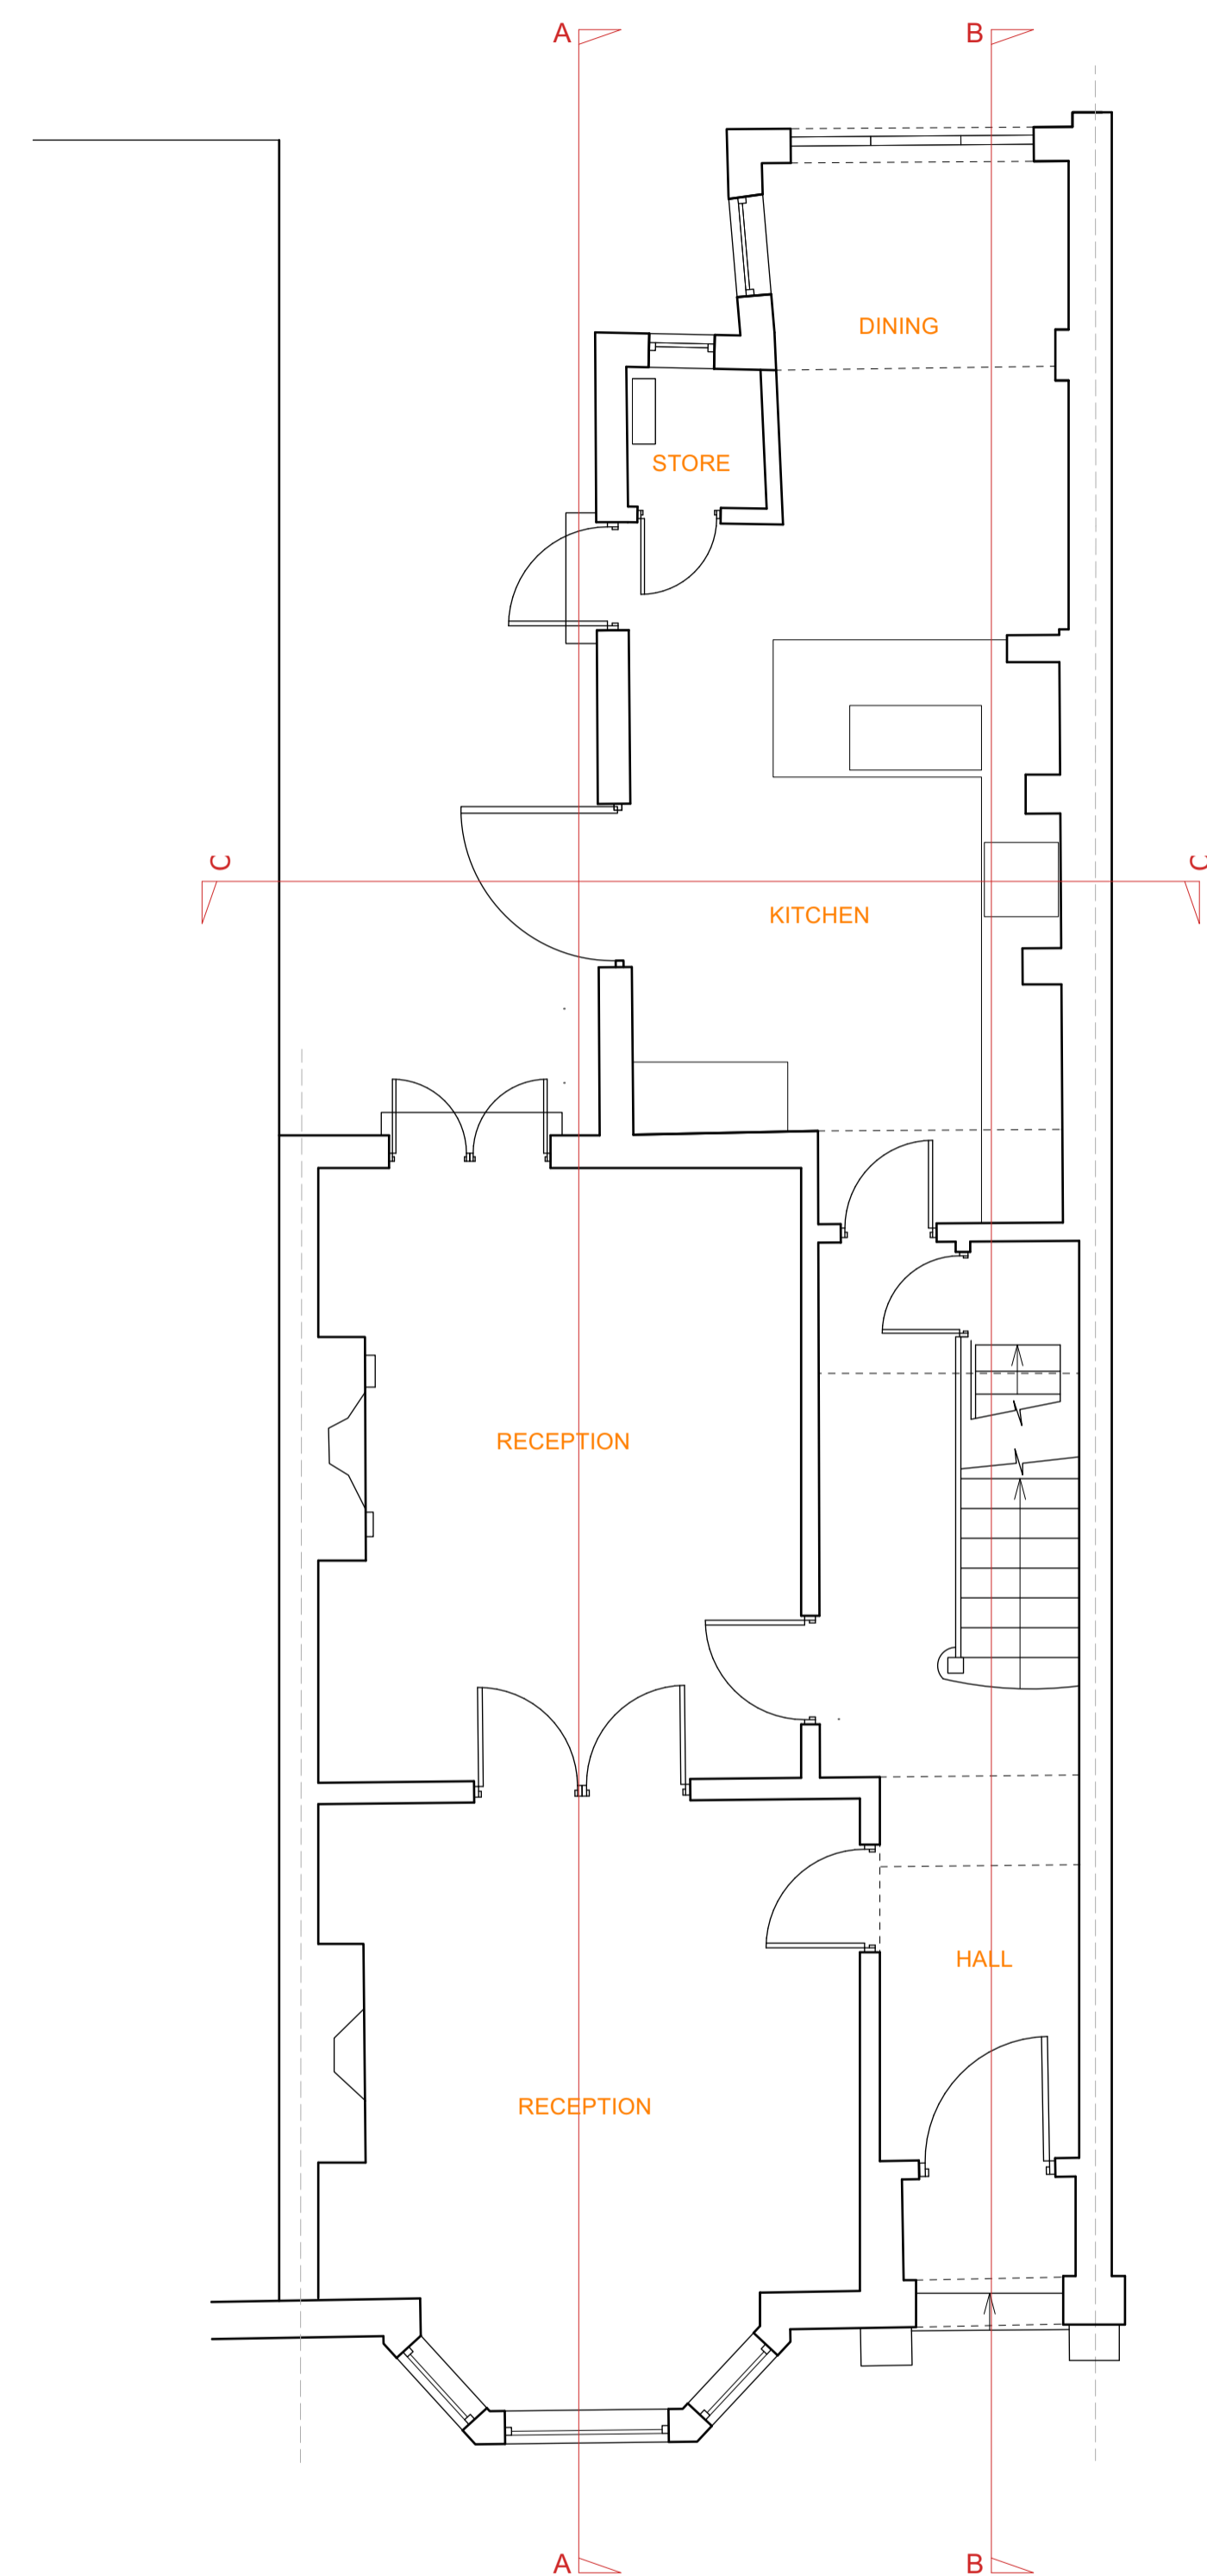 A
B
DINING
STORE
C
C
KITCHEN
RECEPTION
HALL
RECEPTION
A
B